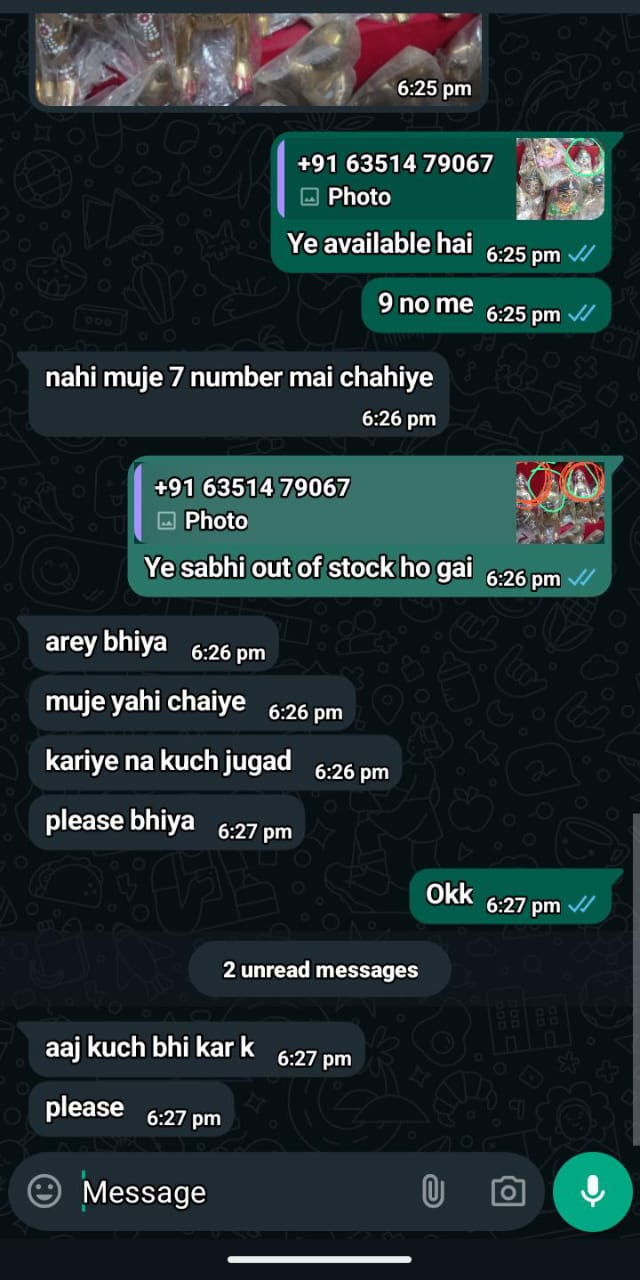 6:25 pm
+91 63514 79067
Photo
Ye available hai 6:25 pm
9 no me 6:25 pm
nahi muje 7 number mai chahiye
6:26 pm
+91 63514 79067
Photo
Ye sabhi out of stock ho gai 6:26 pm
arey bhiya 6:26 pm
muje yahi chaiye 6:26 pm
kariye na kuch jugad 6:26 pm
please bhiya 6:27 pm
Okk 6:27 pm
2 unread messages
aaj kuch bhi kar k 6:27 pm
please 6:27 pm
Message